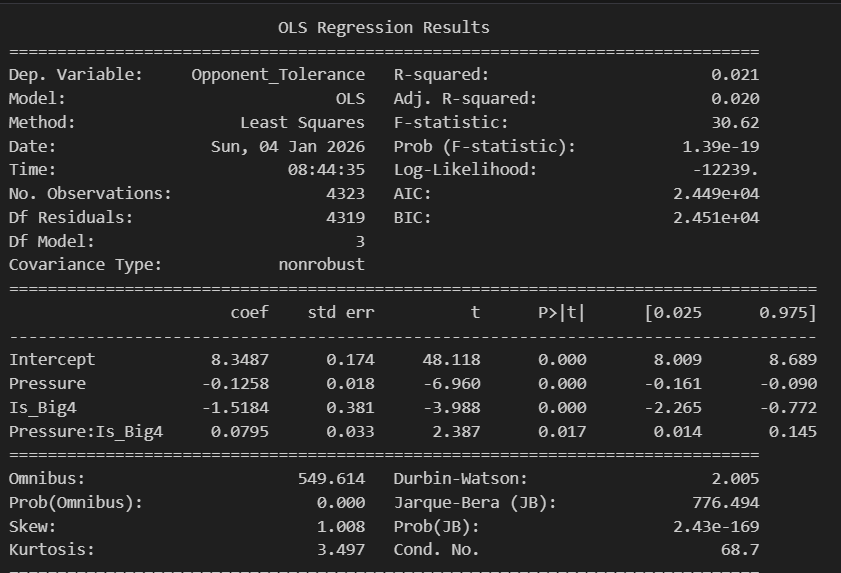 OLS Regression Results
==============================================================================
Dep. Variable:     Opponent_Tolerance   R-squared:                       0.021
Model:                            OLS   Adj. R-squared:                  0.020
Method:                 Least Squares   F-statistic:                     30.62
Date:                Sun, 04 Jan 2026   Prob (F-statistic):           1.39e-19
Time:                        08:44:35   Log-Likelihood:                -12239.
No. Observations:                4323   AIC:                         2.449e+04
Df Residuals:                    4319   BIC:                         2.451e+04
Df Model:                           3
Covariance Type:            nonrobust
====================================================================================
                       coef    std err          t      P>|t|      [0.025      0.975]
------------------------------------------------------------------------------------
Intercept            8.3487      0.174     48.118      0.000       8.009       8.689
Pressure            -0.1258      0.018     -6.960      0.000      -0.161      -0.090
Is_Big4             -1.5184      0.381     -3.988      0.000      -2.265      -0.772
Pressure:Is_Big4     0.0795      0.033      2.387      0.017       0.014       0.145
==============================================================================
Omnibus:                      549.614   Durbin-Watson:                   2.005
Prob(Omnibus):                  0.000   Jarque-Bera (JB):              776.494
Skew:                           1.008   Prob(JB):                    2.43e-169
Kurtosis:                       3.497   Cond. No.                         68.7
==============================================================================